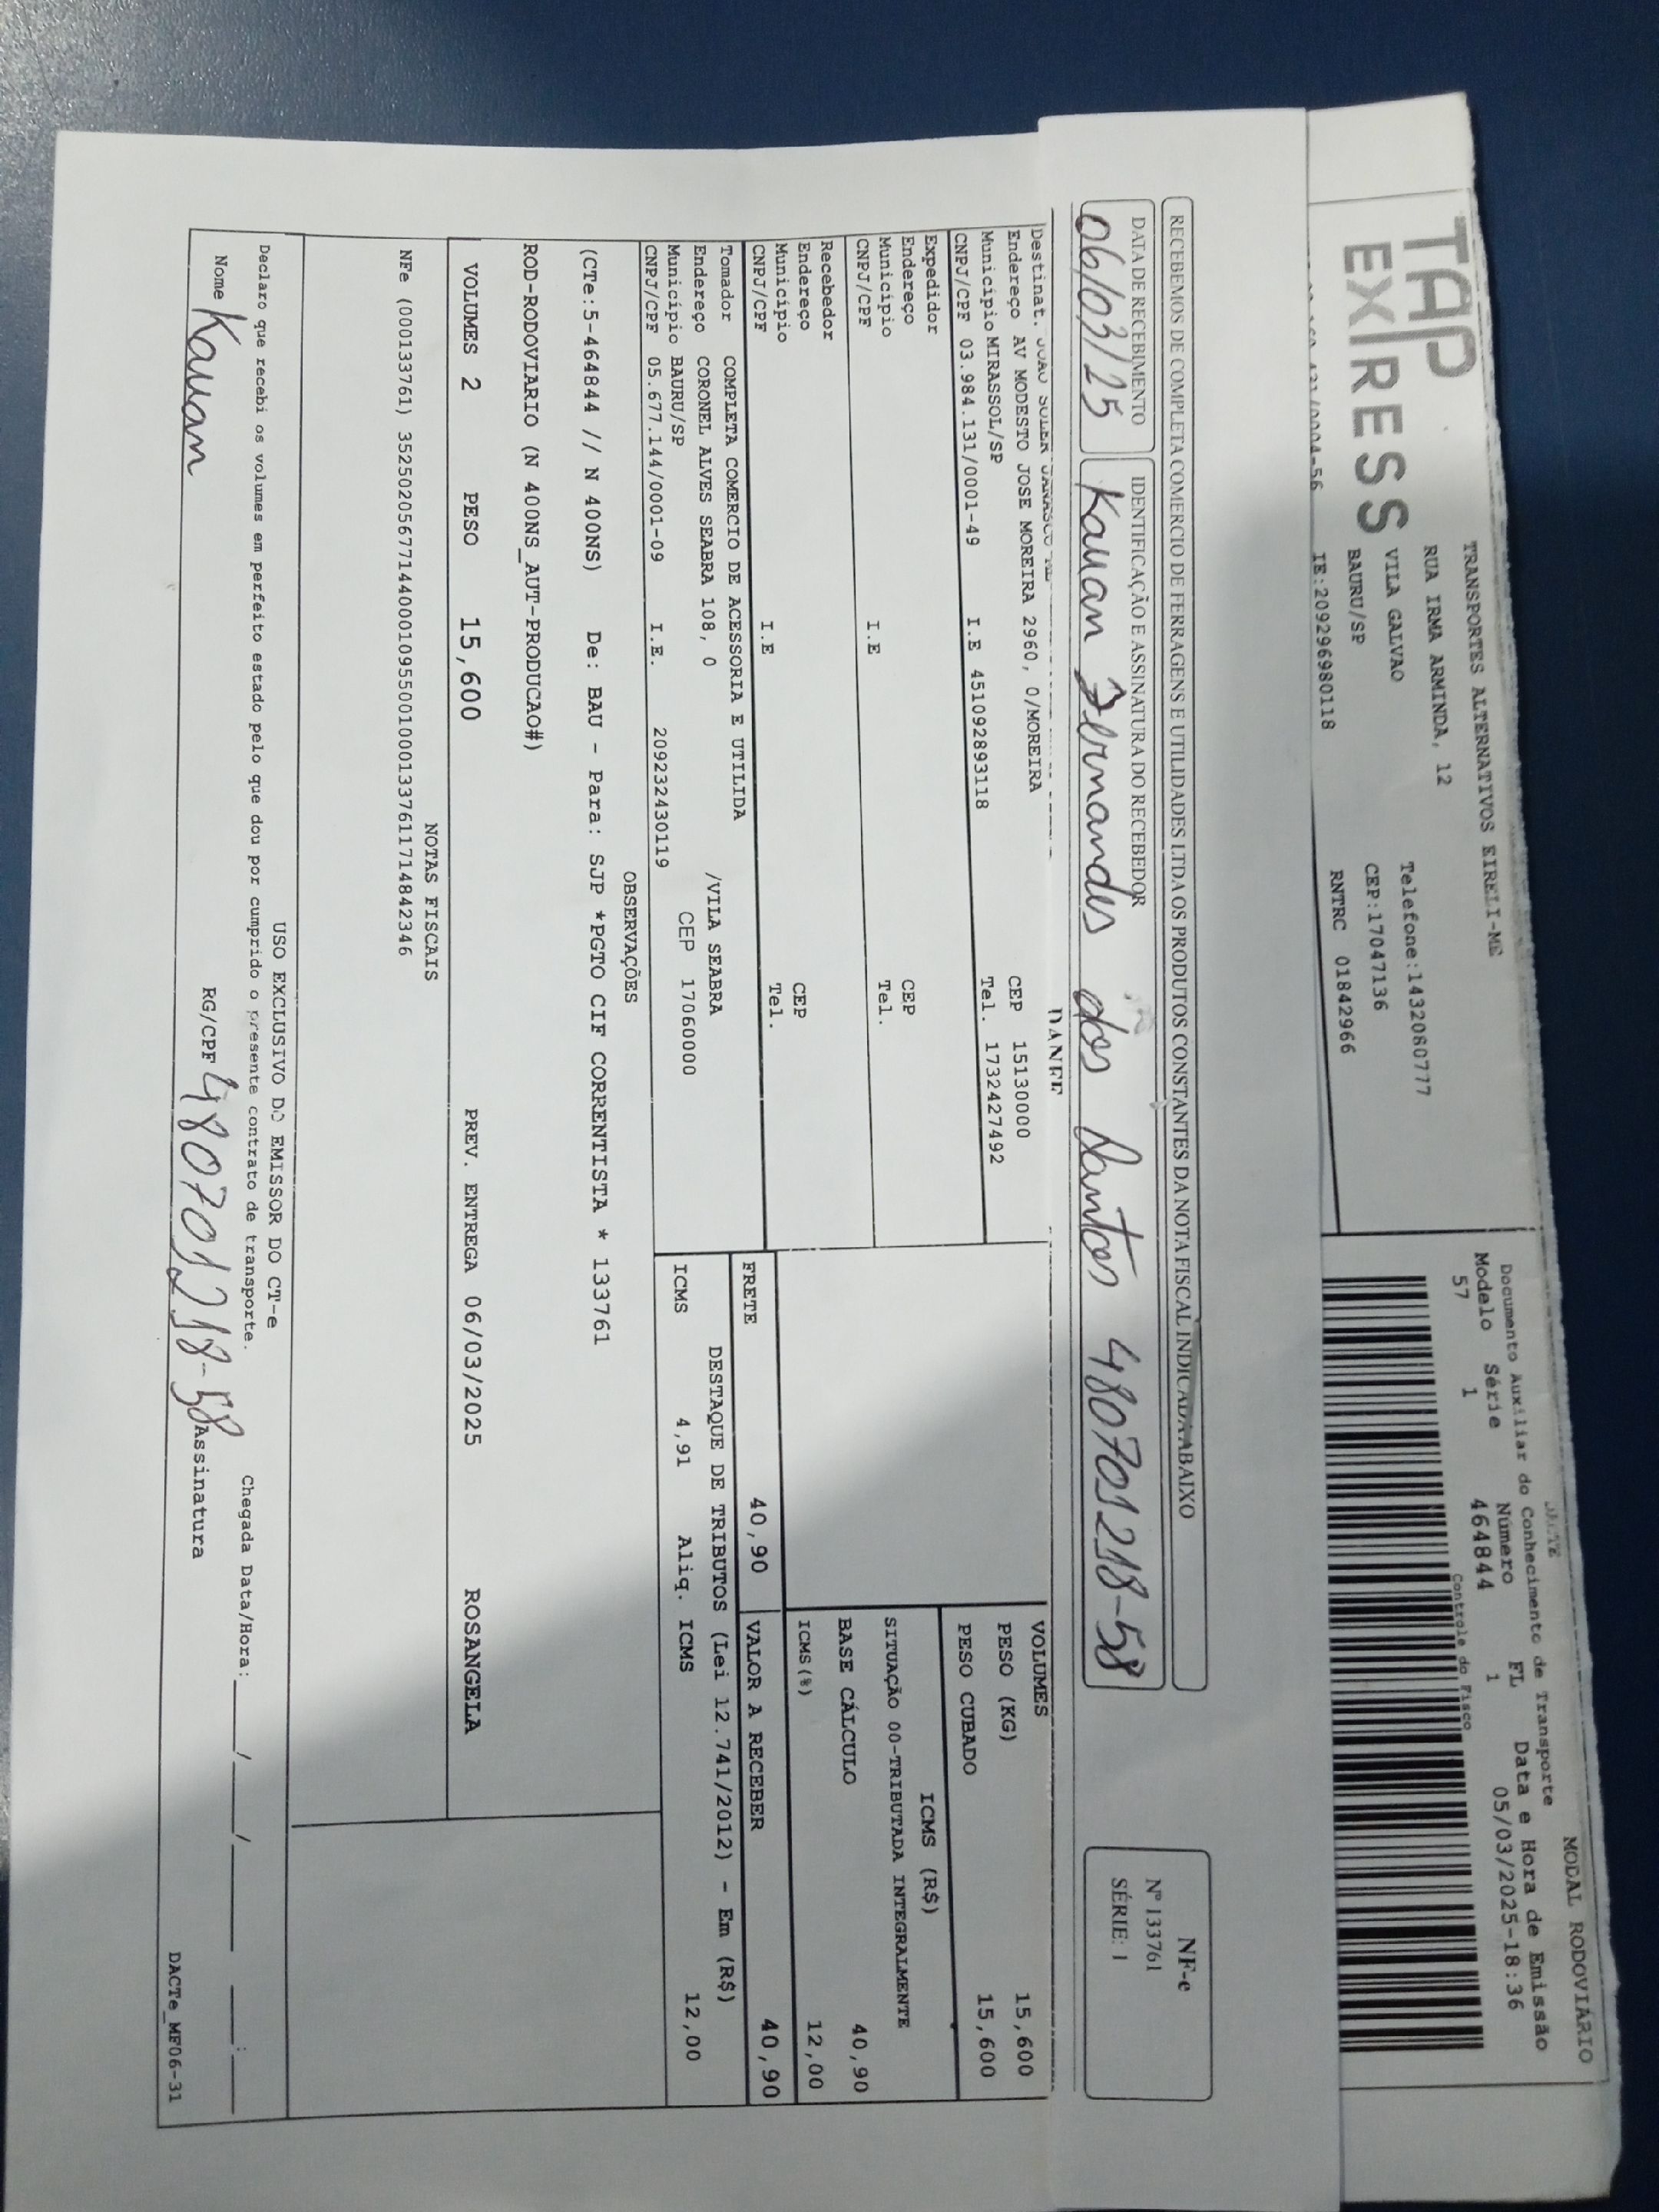 TAP
EXPRESS
TRANSPORTES ALTERNATIVOS EIRELI-ME
RUA IRMA ARMINDA, 12
VILA GALVAO
BAURU/SP
IE:209296980118
Telefone:1432080777
CEP:17047136
RNTRC 01842966
MODAL RODOVIÁRIO
Documento Auxiliar do Conhecimento de Transporte
Modelo Série Número FL Data e Hora de Emissão
57 1 464844 1 05/03/2025-18:36
Controle do Fisco
RECEBEMOS DE COMPLETA COMERCIO DE FERRAGENS E UTILIDADES LTDA OS PRODUTOS CONSTANTES DA NOTA FISCAL INDICADA ABAIXO
DATA DE RECEBIMENTO IDENTIFICAÇÃO E ASSINATURA DO RECEBEDOR
06/03/25 Kauan Fernandes dos Santos 480701218-58
NF-e
Nº 133761
SÉRIE: 1
DANFE
Destinat.
Endereço AV MODESTO JOSE MOREIRA 2960, 0/MOREIRA CEP 15130000
Município MIRASSOL/SP Tel. 1732427492
CNPJ/CPF 03.984.131/0001-49 I.E 451092893118
Expedidor
Endereço CEP
Município Tel.
CNPJ/CPF I.E
Recebedor
Endereço CEP
Município Tel.
CNPJ/CPF I.E
Tomador COMPLETA COMERCIO DE ACESSORIA E UTILIDA
Endereço CORONEL ALVES SEABRA 108, 0 /VILA SEABRA
Município BAURU/SP CEP 17060000
CNPJ/CPF 05.677.144/0001-09 I.E. 209232430119
VOLUMES
PESO (KG) 15,600
PESO CUBADO 15,600
ICMS (R$)
SITUAÇÃO 00-TRIBUTADA INTEGRALMENTE
BASE CÁLCULO 40,90
ICMS(%) 12,00
FRETE 40,90 VALOR A RECEBER 40,90
DESTAQUE DE TRIBUTOS (Lei 12.741/2012) - Em (R$)
ICMS 4,91 Aliq. ICMS 12,00
OBSERVAÇÕES
(CTe:5-464844 // N 400NS) De: BAU - Para: SJP *PGTO CIF CORRENTISTA * 133761
ROD-RODOVIARIO (N 400NS_AUT-PRODUCAO#)
VOLUMES 2 PESO 15,600 PREV. ENTREGA 06/03/2025 ROSANGELA
NOTAS FISCAIS
NFe (000133761) 35250205677144000109550010001337611714842346
USO EXCLUSIVO DO EMISSOR DO CT-e
Declaro que recebi os volumes em perfeito estado pelo que dou por cumprido o presente contrato de transporte. Chegada Data/Hora:____/____/____ ___:___
Nome Kauan RG/CPF 480701218-58 Assinatura
DACTe_MF06-31